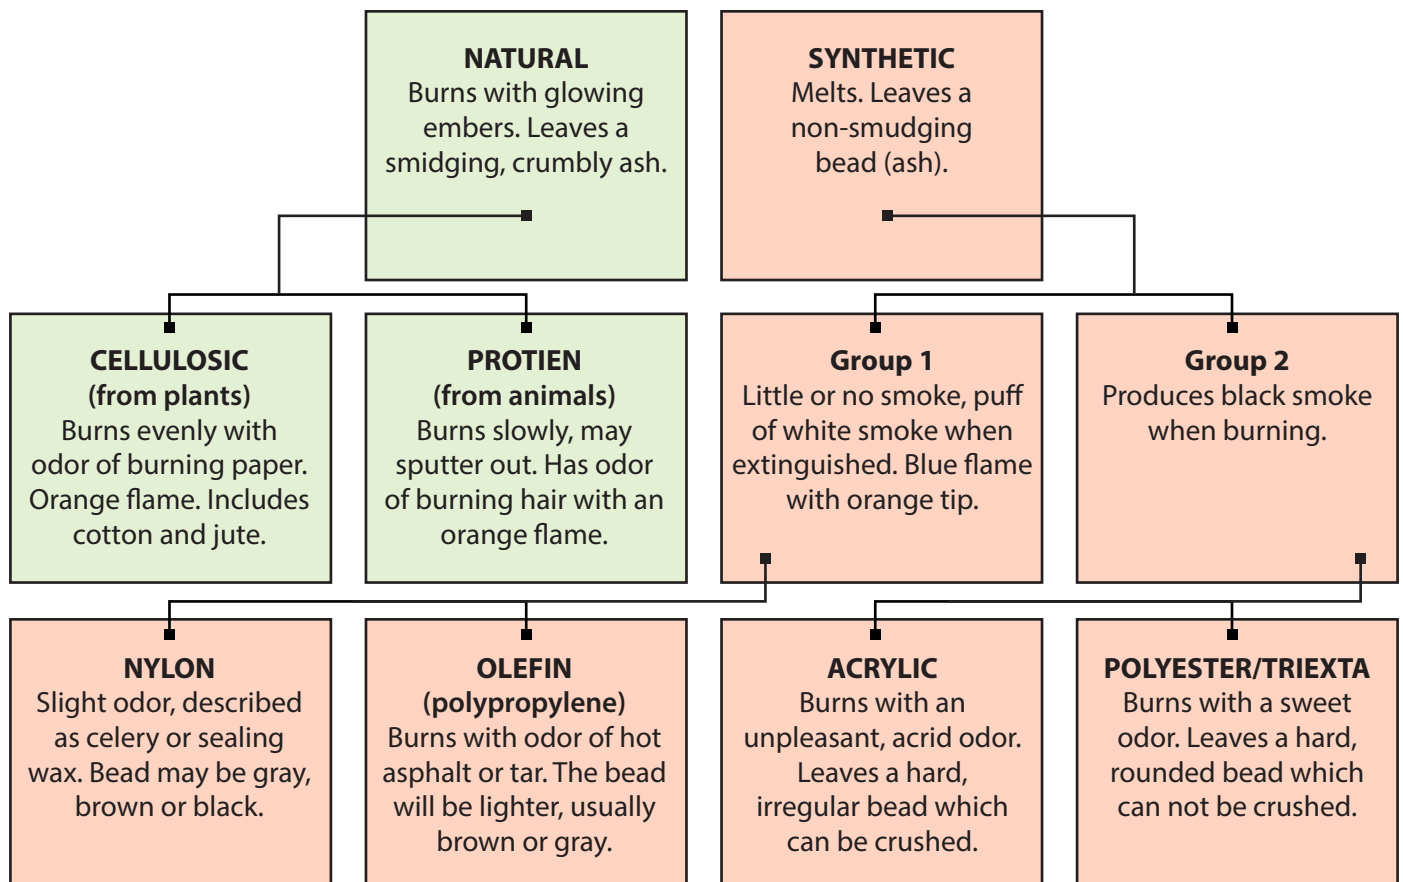 NATURAL
Burns with glowing
embers. Leaves a
smidging, crumbly ash.
SYNTHETIC
Melts. Leaves a
non-smudging
bead (ash).
CELLULOSIC
(from plants)
Burns evenly with
odor of burning paper.
Orange flame. Includes
cotton and jute.
PROTIEN
(from animals)
Burns slowly, may
sputter out. Has odor
of burning hair with an
orange flame.
Group 1
Little or no smoke, puff
of white smoke when
extinguished. Blue flame
with orange tip.
Group 2
Produces black smoke
when burning.
NYLON
Slight odor, described
as celery or sealing
wax. Bead may be gray,
brown or black.
OLEFIN
(polypropylene)
Burns with odor of hot
asphalt or tar. The bead
will be lighter, usually
brown or gray.
ACRYLIC
Burns with an
unpleasant, acrid odor.
Leaves a hard,
irregular bead which
can be crushed.
POLYESTER/TRIEXTA
Burns with a sweet
odor. Leaves a hard,
rounded bead which
can not be crushed.